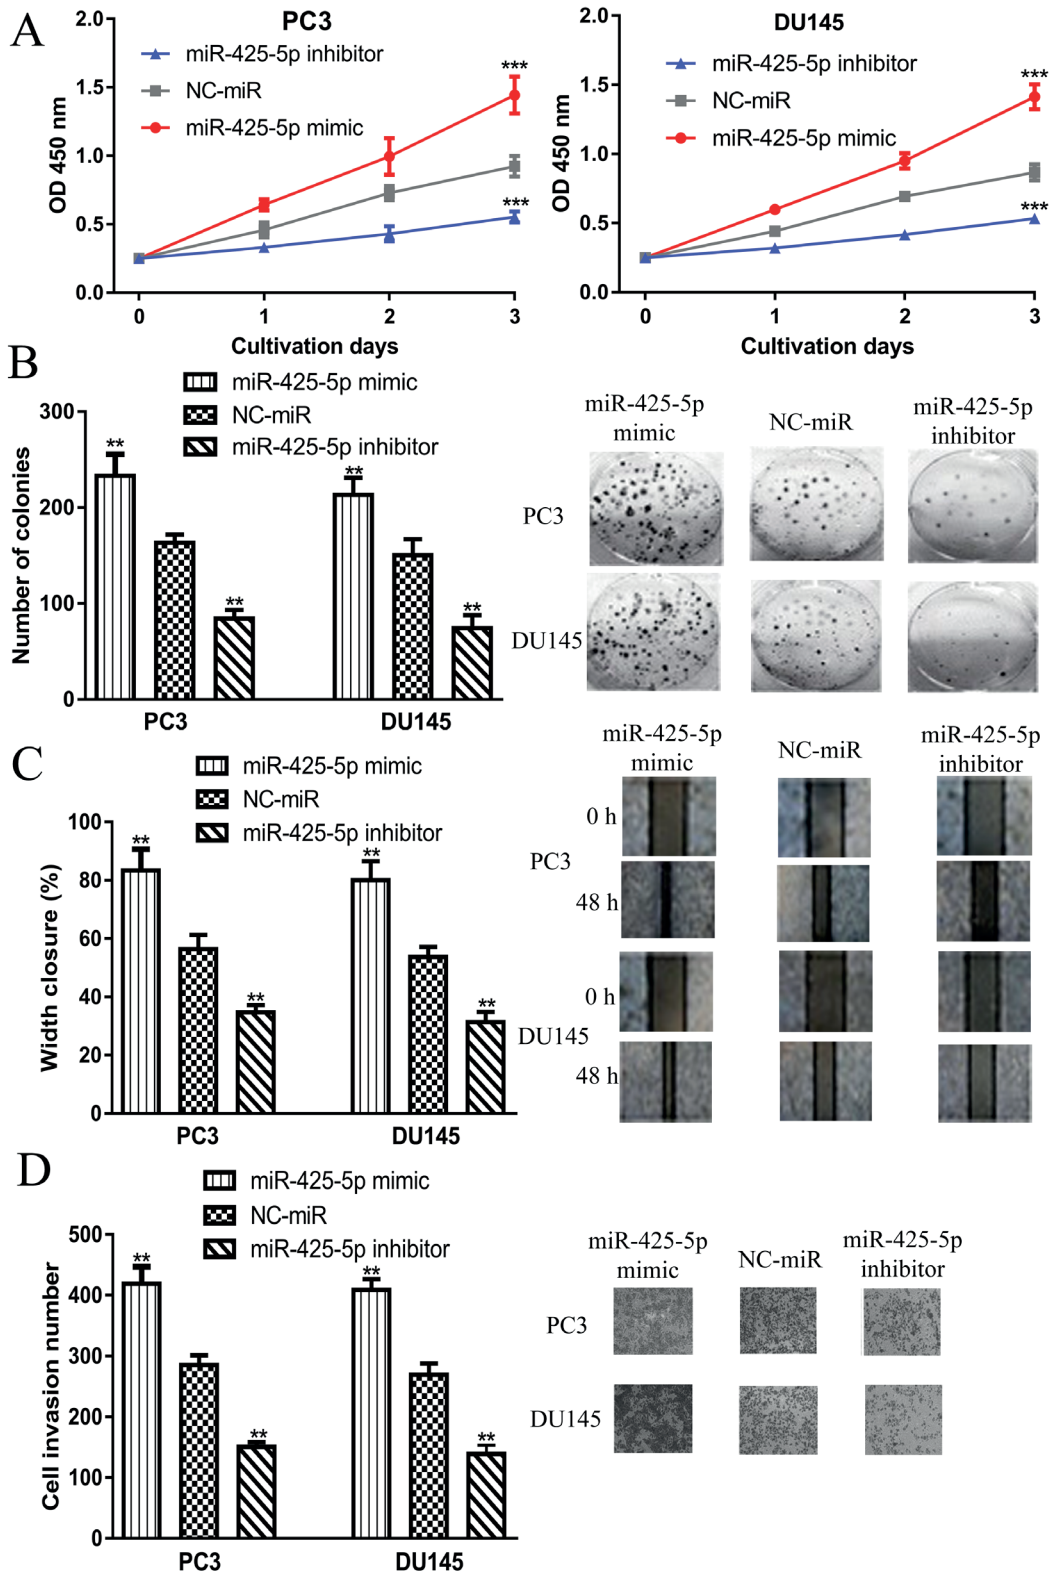 A
PC3
miR-425-5p inhibitor
NC-miR
miR-425-5p mimic
OD 450 nm
2.0
1.5
1.0
0.5
0.0
***
***
0 1 2 3
Cultivation days
DU145
miR-425-5p inhibitor
NC-miR
miR-425-5p mimic
OD 450 nm
2.0
1.5
1.0
0.5
0.0
***
***
0 1 2 3
Cultivation days
B
miR-425-5p mimic
NC-miR
miR-425-5p inhibitor
Number of colonies
300
200
100
0
**
**
**
**
PC3 DU145
miR-425-5p
mimic
NC-miR
miR-425-5p
inhibitor
PC3
DU145
C
miR-425-5p mimic
NC-miR
miR-425-5p inhibitor
Width closure (%)
100
80
60
40
20
0
**
**
**
**
PC3 DU145
miR-425-5p
mimic
NC-miR
miR-425-5p
inhibitor
0 h
PC3
48 h
0 h
DU145
48 h
D
miR-425-5p mimic
NC-miR
miR-425-5p inhibitor
Cell invasion number
500
400
300
200
100
0
**
**
**
**
PC3 DU145
miR-425-5p
mimic
NC-miR
miR-425-5p
inhibitor
PC3
DU145